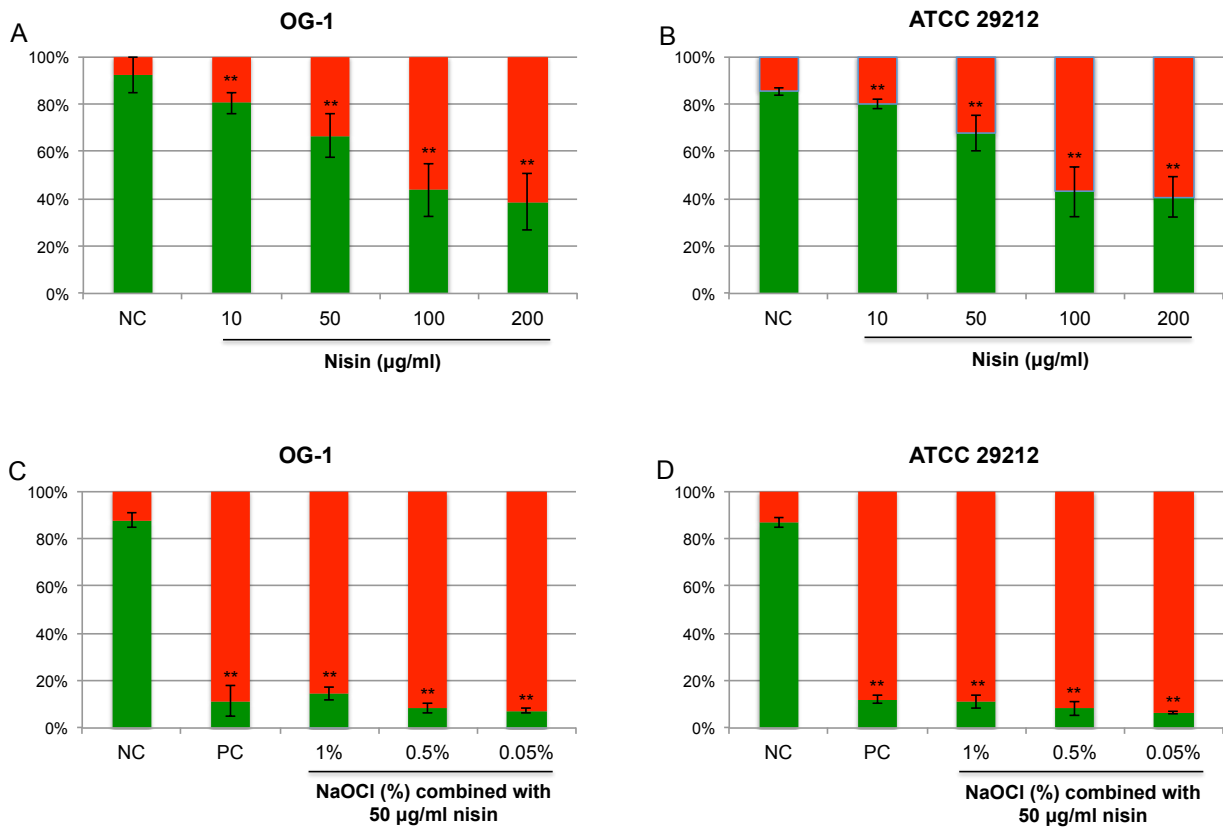 A
OG-1
100%
80%
60%
40%
20%
0%
**
**
**
**
NC
10
50
100
200
Nisin (µg/ml)
B
ATCC 29212
100%
80%
60%
40%
20%
0%
**
**
**
**
NC
10
50
100
200
Nisin (µg/ml)
C
OG-1
100%
80%
60%
40%
20%
0%
**
**
**
**
NC
PC
1%
0.5%
0.05%
NaOCl (%) combined with
50 µg/ml nisin
D
ATCC 29212
100%
80%
60%
40%
20%
0%
**
**
**
**
NC
PC
1%
0.5%
0.05%
NaOCl (%) combined with
50 µg/ml nisin